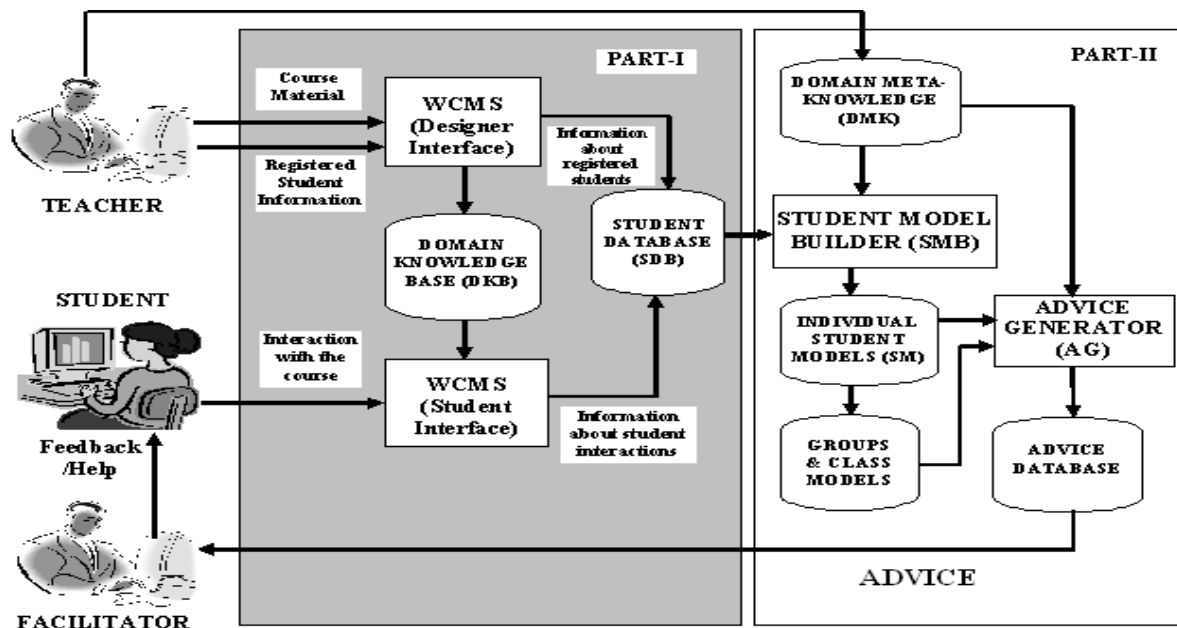 PART-I
PART-II
Course
Material
Registered
Student
Information
TEACHER
WCMS
(Designer
Interface)
Information
about
registered
students
DOMAIN
KNOWLEDGE
BASE (DKB)
STUDENT
DATABASE
(SDB)
STUDENT
Interaction
with the
course
WCMS
(Student
Interface)
Information
about student
interactions
Feedback
/Help
FACILITATOR
DOMAIN META-
KNOWLEDGE
(DMK)
STUDENT MODEL
BUILDER (SMB)
INDIVIDUAL
STUDENT
MODELS (SM)
ADVICE
GENERATOR
(AG)
GROUPS
& CLASS
MODELS
ADVICE
DATABASE
ADVICE